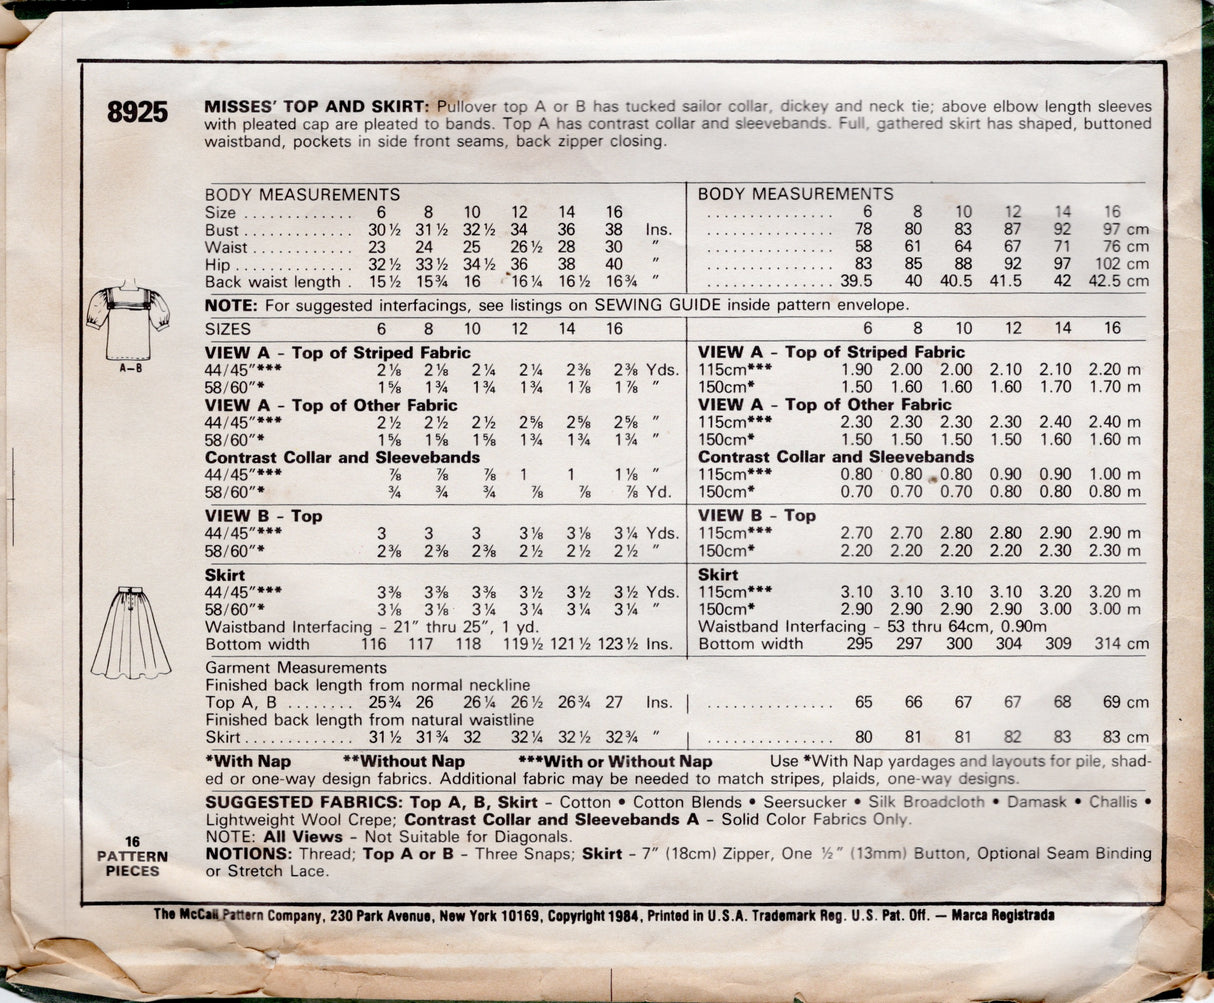 8925
MISSES' TOP AND SKIRT: Pullover top A or B has tucked sailor collar, dickey and neck tie; above elbow length sleeves
with pleated cap are pleated to bands. Top A has contrast collar and sleevebands. Full, gathered skirt has shaped, buttoned
waistband, pockets in side front seams, back zipper closing.
BODY MEASUREMENTS BODY MEASUREMENTS
Size ............. 6 8 10 12 14 16 ............... 6 8 10 12 14 16
Bust ............. 30½ 31½ 32½ 34 36 38 Ins. ............... 78 80 83 87 92 97 cm
Waist ............ 23 24 25 26½ 28 30 " ............... 58 61 64 67 71 76 cm
Hip .............. 32½ 33½ 34½ 36 38 40 " ............... 83 85 88 92 97 102 cm
Back waist length . 15½ 15¾ 16 16¼ 16½ 16¾ " ............... 39.5 40 40.5 41.5 42 42.5 cm
NOTE: For suggested interfacings, see listings on SEWING GUIDE inside pattern envelope.
SIZES 6 8 10 12 14 16 6 8 10 12 14 16
VIEW A - Top of Striped Fabric VIEW A - Top of Striped Fabric
44/45"*** 2⅛ 2⅛ 2¼ 2¼ 2⅜ 2⅜ Yds. 115cm*** 1.90 2.00 2.00 2.10 2.10 2.20 m
58/60"* 1⅝ 1¾ 1¾ 1¾ 1⅞ 1⅞ " 150cm* 1.50 1.60 1.60 1.60 1.70 1.70 m
VIEW A - Top of Other Fabric VIEW A - Top of Other Fabric
44/45"*** 2½ 2½ 2½ 2⅝ 2⅝ 2⅝ " 115cm*** 2.30 2.30 2.30 2.30 2.40 2.40 m
58/60"* 1⅝ 1⅝ 1⅝ 1¾ 1¾ 1¾ " 150cm* 1.50 1.50 1.50 1.50 1.60 1.60 m
Contrast Collar and Sleevebands Contrast Collar and Sleevebands
44/45"*** ⅞ ⅞ ⅞ 1 1 1⅛ " 115cm*** 0.80 0.80 0.80 0.90 0.90 1.00 m
58/60"* ¾ ¾ ¾ ⅞ ⅞ ⅞ Yd. 150cm* 0.70 0.70 0.70 0.80 0.80 0.80 m
VIEW B - Top VIEW B - Top
44/45"*** 3 3 3 3⅛ 3⅛ 3¼ Yds. 115cm*** 2.70 2.70 2.80 2.80 2.90 2.90 m
58/60"* 2⅜ 2⅜ 2⅜ 2½ 2½ 2½ " 150cm* 2.20 2.20 2.20 2.20 2.30 2.30 m
Skirt Skirt
44/45"*** 3⅜ 3⅜ 3⅜ 3½ 3½ 3½ Yds. 115cm*** 3.10 3.10 3.10 3.10 3.20 3.20 m
58/60"* 3⅛ 3⅛ 3¼ 3¼ 3¼ 3¼ " 150cm* 2.90 2.90 2.90 2.90 3.00 3.00 m
Waistband Interfacing - 21" thru 25", 1 yd. Waistband Interfacing - 53 thru 64cm, 0.90m
Bottom width 116 117 118 119½ 121½ 123½ Ins. Bottom width 295 297 300 304 309 314 cm
Garment Measurements
Finished back length from normal neckline
Top A, B ........ 25¾ 26 26¼ 26½ 26¾ 27 Ins. ............... 65 66 67 67 68 69 cm
Finished back length from natural waistline
Skirt ............. 31½ 31¾ 32 32¼ 32½ 32¾ " ............... 80 81 81 82 83 83 cm
*With Nap **Without Nap ***With or Without Nap Use *With Nap yardages and layouts for pile, shad-
ed or one-way design fabrics. Additional fabric may be needed to match stripes, plaids, one-way designs.
SUGGESTED FABRICS: Top A, B, Skirt - Cotton • Cotton Blends • Seersucker • Silk Broadcloth • Damask • Challis •
Lightweight Wool Crepe; Contrast Collar and Sleevebands A - Solid Color Fabrics Only.
NOTE: All Views - Not Suitable for Diagonals.
NOTIONS: Thread; Top A or B - Three Snaps; Skirt - 7" (18cm) Zipper, One ½" (13mm) Button, Optional Seam Binding
or Stretch Lace.
A-B
16
PATTERN
PIECES
The McCall Pattern Company, 230 Park Avenue, New York 10169, Copyright 1984, Printed in U.S.A. Trademark Reg. U.S. Pat. Off. — Marca Registrada